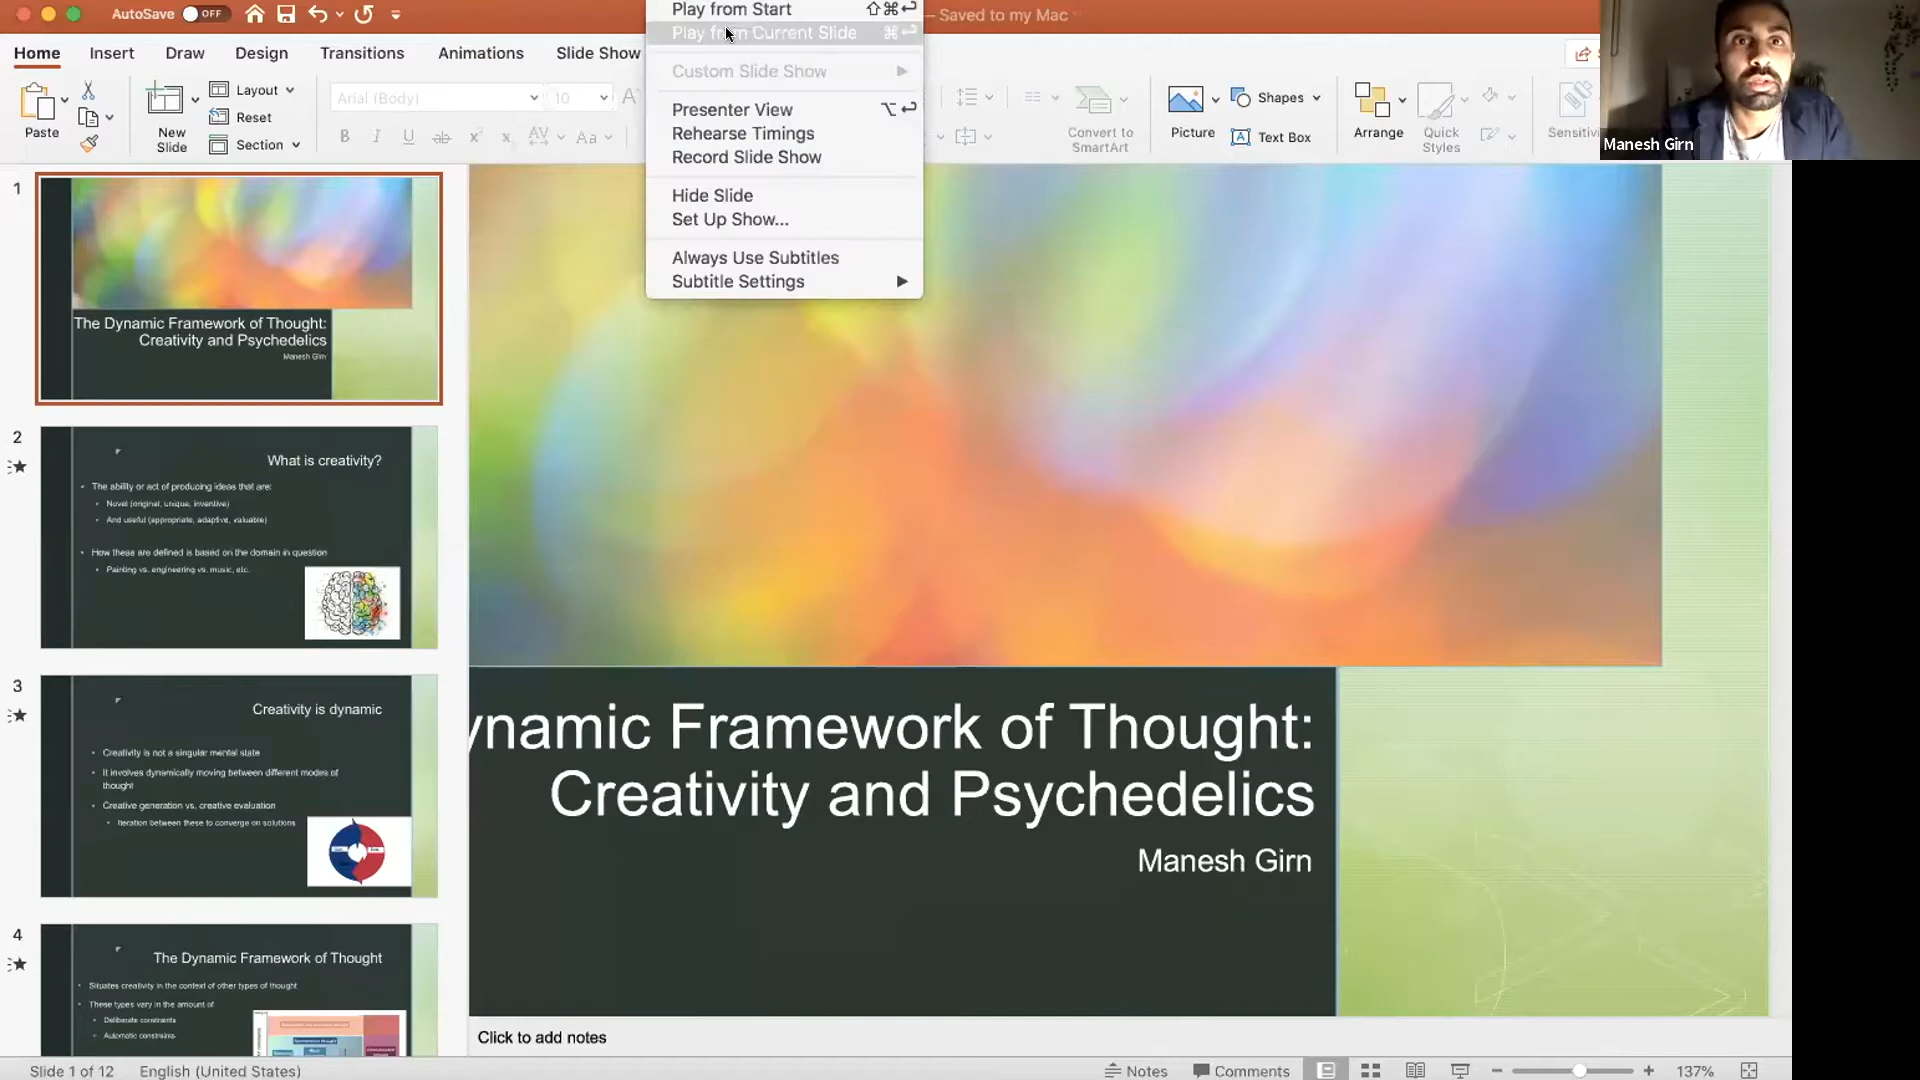 AutoSave OFF
— Saved to my Mac
Home Insert Draw Design Transitions Animations Slide Show
Play from Start ⇧⌘↩
Play from Current Slide ⌘↩
Custom Slide Show
Presenter View ⌥↩
Rehearse Timings
Record Slide Show
Hide Slide
Set Up Show...
Always Use Subtitles
Subtitle Settings
Paste
New
Slide
Layout
Reset
Section
Arial (Body) 10
Convert to
SmartArt
Picture
Shapes
Text Box
Arrange
Quick
Styles
Manesh Girn
1
The Dynamic Framework of Thought:
Creativity and Psychedelics
Manesh Girn
2
What is creativity?
• The ability or act of producing ideas that are:
• Novel (original, unique, inventive)
• And useful (appropriate, adaptive, valuable)
• How these are defined is based on the domain in question
• Painting vs. engineering vs. music, etc.
3
Creativity is dynamic
• Creativity is not a singular mental state
• It involves dynamically moving between different modes of
thought
• Creative generation vs. creative evaluation
• Iteration between these to converge on solutions
4
The Dynamic Framework of Thought
• Situates creativity in the context of other types of thought
• These types vary in the amount of
Deliberate constraints
Automatic constraints
ynamic Framework of Thought:
Creativity and Psychedelics
Manesh Girn
Click to add notes
Slide 1 of 12 English (United States)
Notes Comments 137%